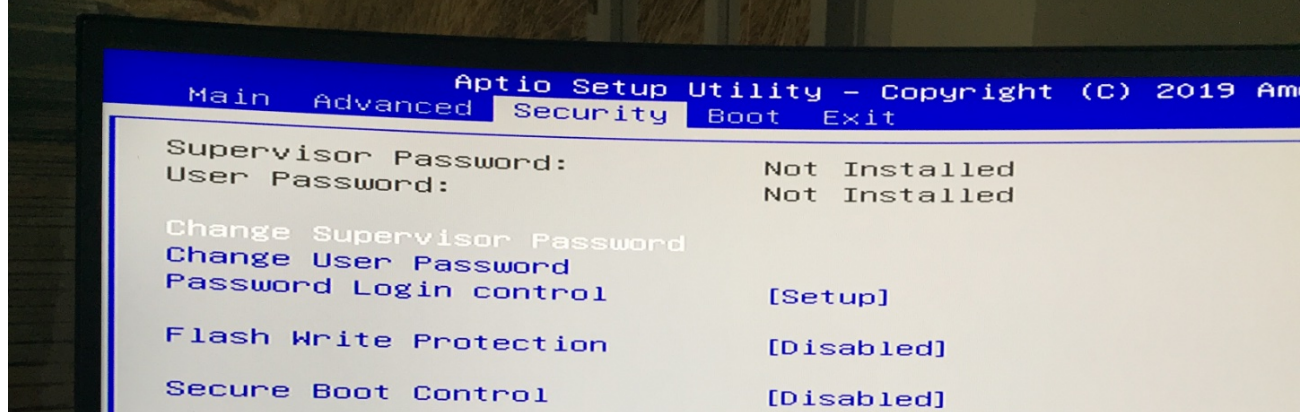 Aptio Setup Utility – Copyright (C) 2019
Main Advanced Security Boot Exit
Supervisor Password: Not Installed
User Password: Not Installed
Change Supervisor Password
Change User Password
Password Login control [Setup]
Flash Write Protection [Disabled]
Secure Boot Control [Disabled]